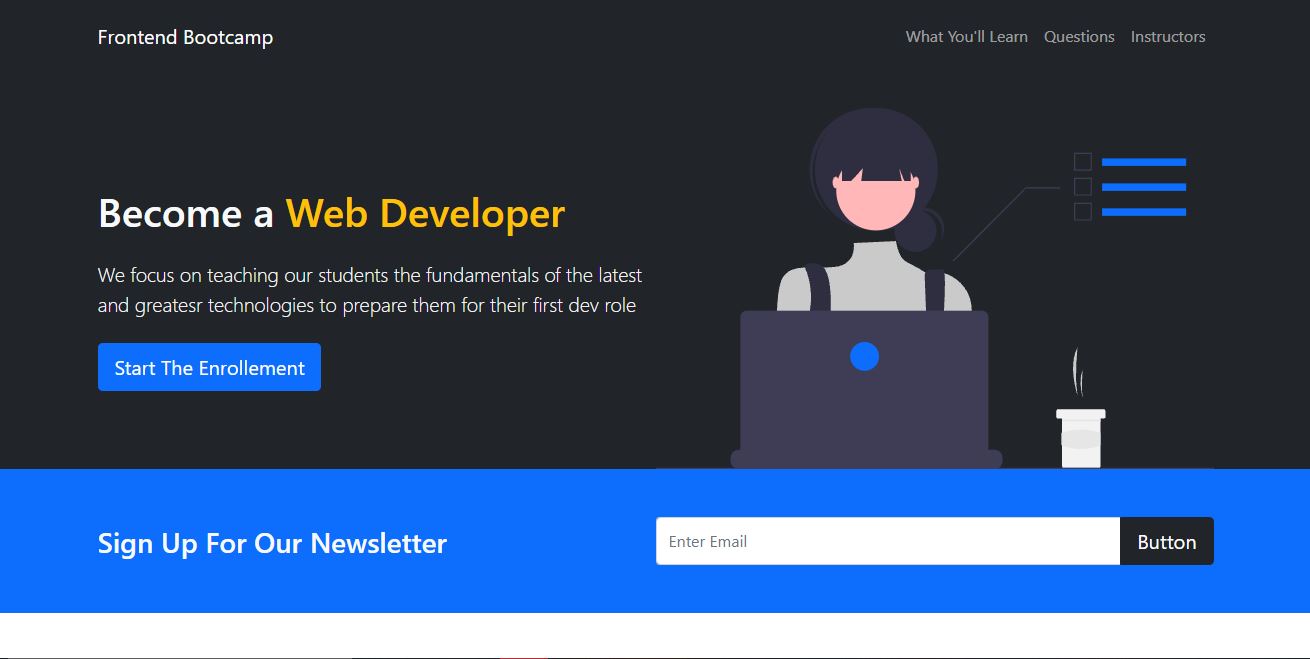 Frontend Bootcamp
What You'll Learn
Questions
Instructors
Become a Web Developer
We focus on teaching our students the fundamentals of the latest
and greatesr technologies to prepare them for their first dev role
Start The Enrollement
Sign Up For Our Newsletter
Enter Email
Button